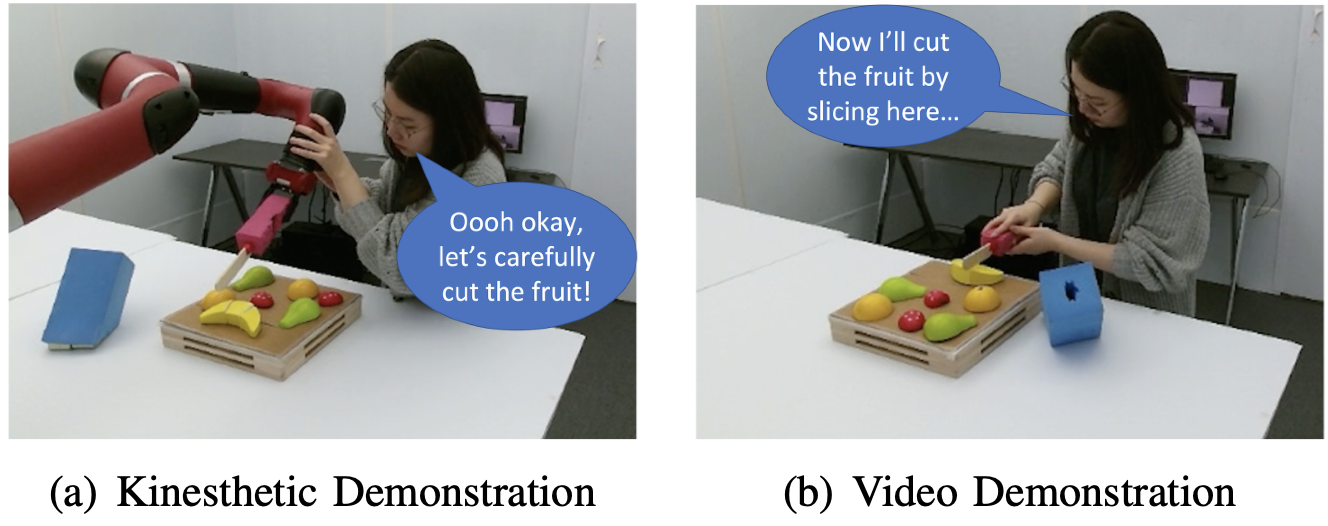 Oooh okay,
let's carefully
cut the fruit!
Now I'll cut
the fruit by
slicing here...
(a) Kinesthetic Demonstration
(b) Video Demonstration